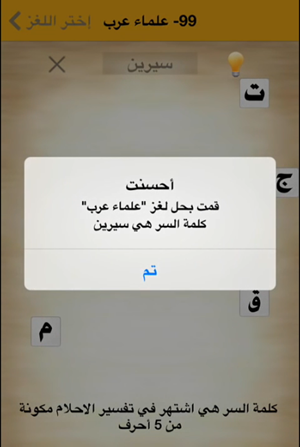 99- علماء عرب
إختر اللغز
سيرين
ت
ج
أحسنت
قمت بحل لغز "علماء عرب"
كلمة السر هي سيرين
تم
ق
م
كلمة السر هي اشتهر في تفسير الاحلام مكونة
من 5 أحرف